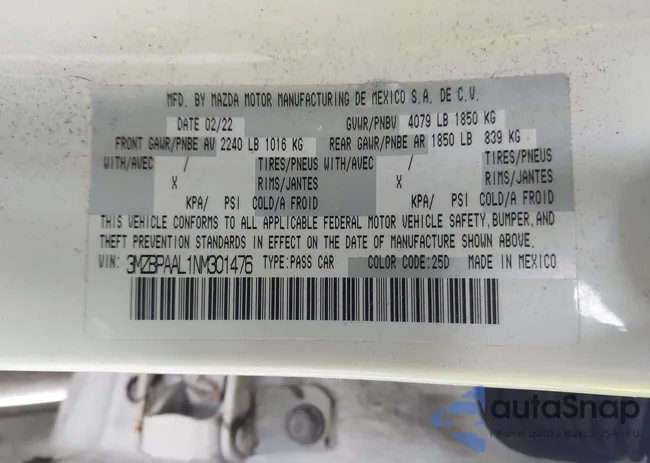 MFD. BY MAZDA MOTOR MANUFACTURING DE MEXICO S.A. DE C.V.
DATE 02/22 GVWR/PNBV 4079 LB 1850 KG
FRONT GAWR/PNBE AV 2240 LB 1016 KG REAR GAWR/PNBE AR 1850 LB 839 KG
WITH/AVEC / TIRES/PNEUS WITH/AVEC / TIRES/PNEUS
X RIMS/JANTES X RIMS/JANTES
KPA/ PSI COLD/A FROID KPA/ PSI COLD/A FROID
THIS VEHICLE CONFORMS TO ALL APPLICABLE FEDERAL MOTOR VEHICLE SAFETY, BUMPER, AND
THEFT PREVENTION STANDARDS IN EFFECT ON THE DATE OF MANUFACTURE SHOWN ABOVE.
VIN: 3MZBPAAL1NM301476 TYPE:PASS CAR COLOR CODE:25D MADE IN MEXICO
autaSnap